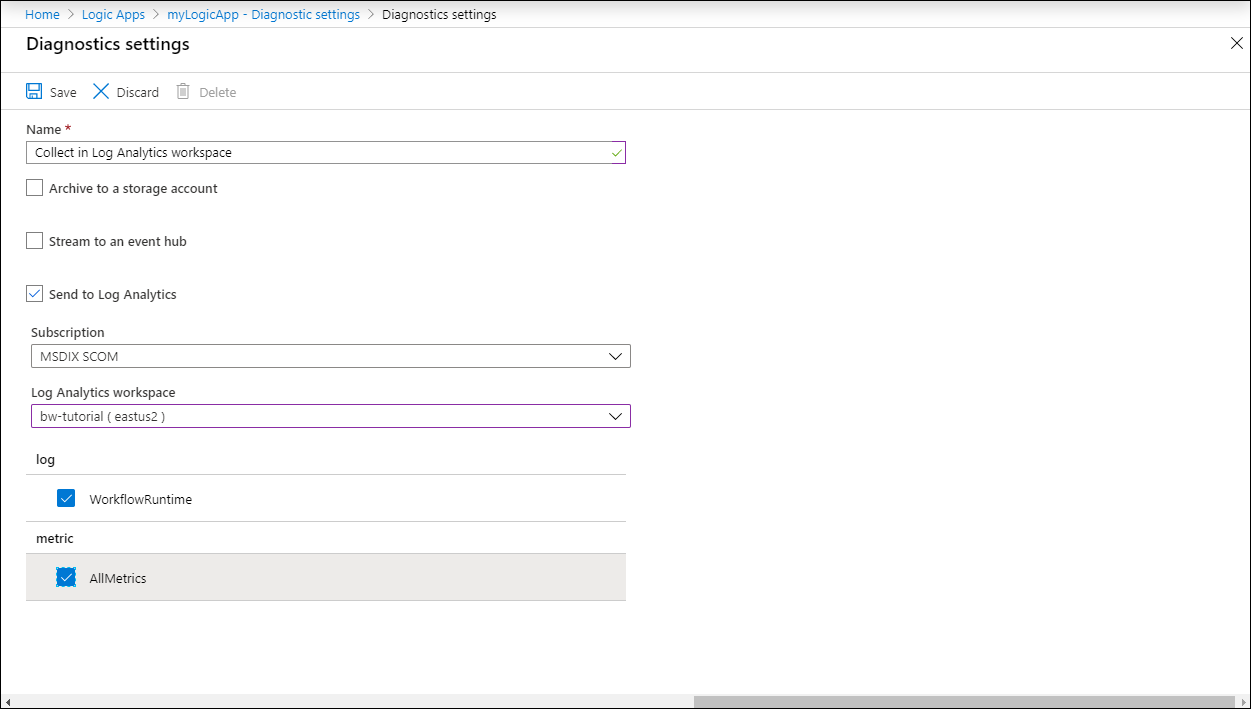 Home > Logic Apps > myLogicApp - Diagnostic settings > Diagnostics settings
Diagnostics settings
Save Discard Delete
Name *
Collect in Log Analytics workspace
Archive to a storage account
Stream to an event hub
Send to Log Analytics
Subscription
MSDIX SCOM
Log Analytics workspace
bw-tutorial ( eastus2 )
log
WorkflowRuntime
metric
AllMetrics